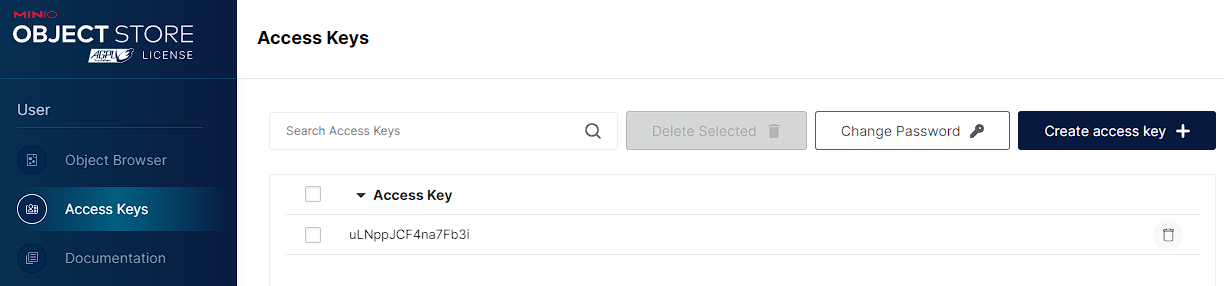 MINIO
OBJECT STORE
AGPL v3 LICENSE
Access Keys
User
Search Access Keys
Delete Selected
Change Password
Create access key
Object Browser
Access Keys
Access Key
uLNppJCF4na7Fb3i
Documentation